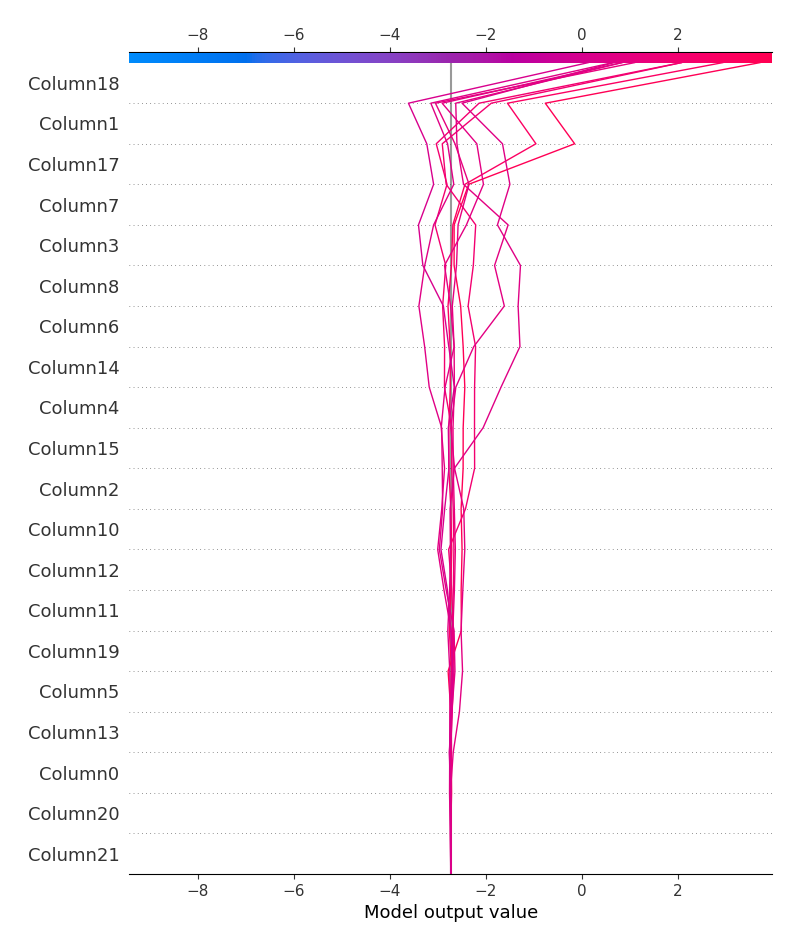 −8 −6 −4 −2 0 2
Column18
Column1
Column17
Column7
Column3
Column8
Column6
Column14
Column4
Column15
Column2
Column10
Column12
Column11
Column19
Column5
Column13
Column0
Column20
Column21
−8 −6 −4 −2 0 2
Model output value